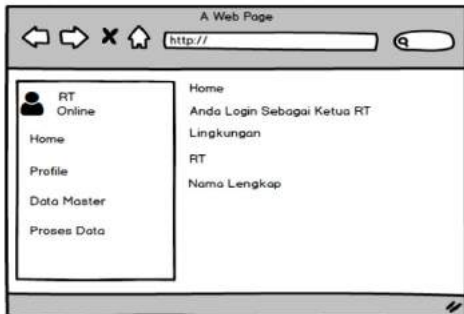 A Web Page
http://
RT
Online
Home
Profile
Data Master
Proses Data
Home
Anda Login Sebagai Ketua RT
Lingkungan
RT
Nama Lengkap